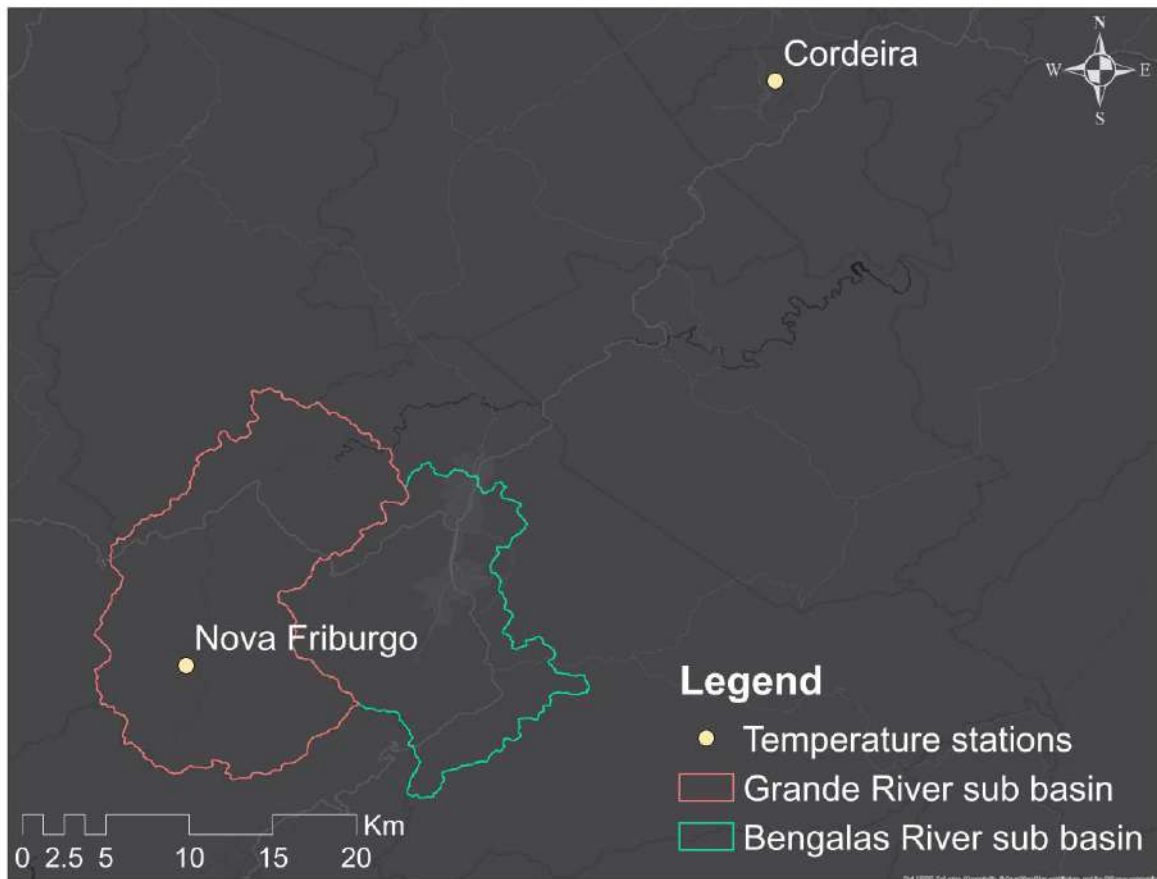 Cordeira
N
W E
S
Nova Friburgo
Legend
Temperature stations
Grande River sub basin
Bengalas River sub basin
Km
0 2.5 5 10 15 20